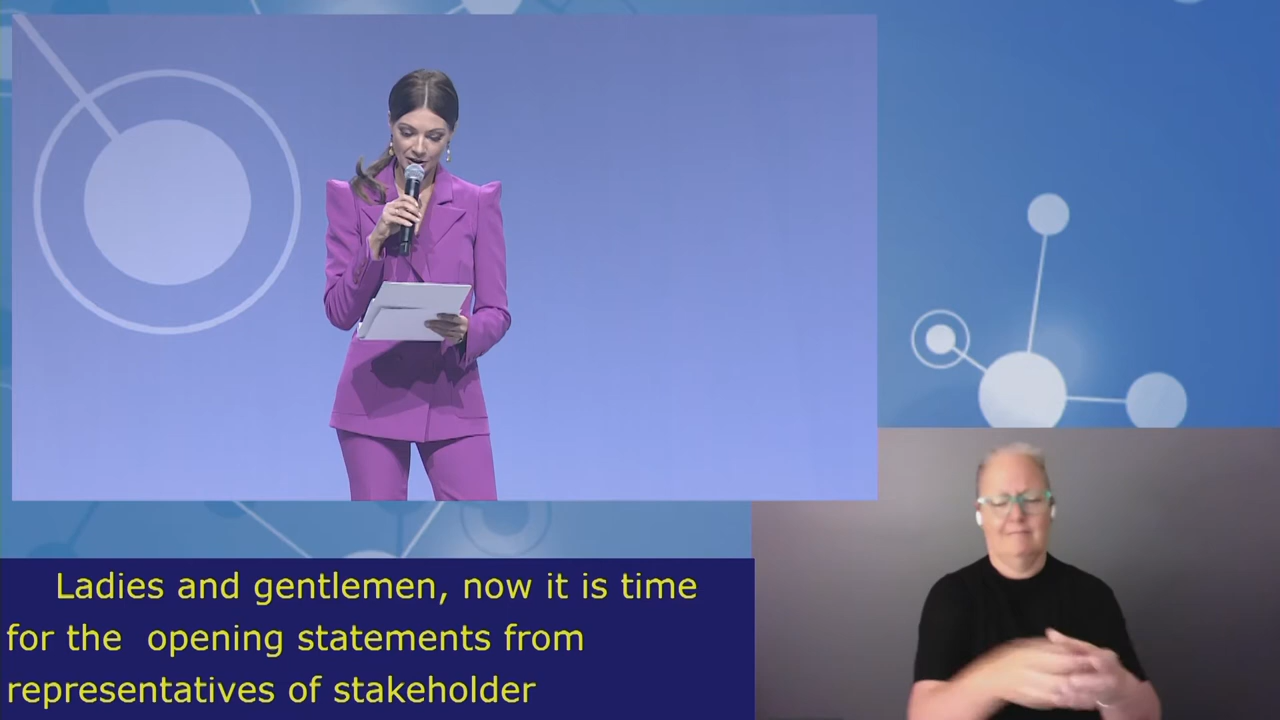 Ladies and gentlemen, now it is time
for the opening statements from
representatives of stakeholder